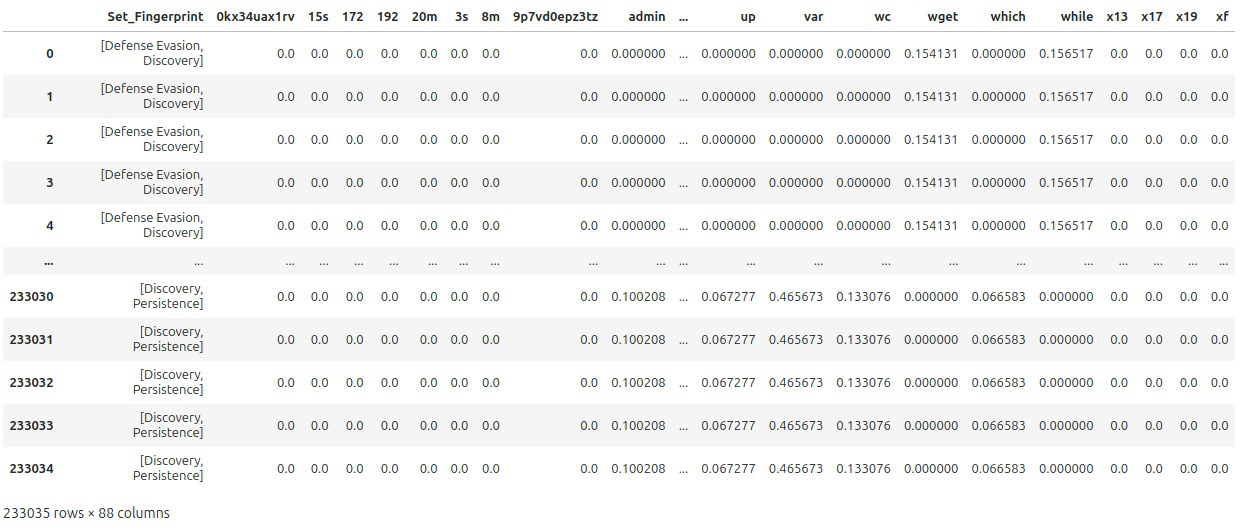 Set_Fingerprint 0kx34uax1rv 15s 172 192 20m 3s 8m 9p7vd0epz3tz admin ... up var wc wget which while x13 x17 x19 xf
0 [Defense Evasion, Discovery] 0.0 0.0 0.0 0.0 0.0 0.0 0.0 0.0 0.000000 ... 0.000000 0.000000 0.000000 0.154131 0.000000 0.156517 0.0 0.0 0.0 0.0
1 [Defense Evasion, Discovery] 0.0 0.0 0.0 0.0 0.0 0.0 0.0 0.0 0.000000 ... 0.000000 0.000000 0.000000 0.154131 0.000000 0.156517 0.0 0.0 0.0 0.0
2 [Defense Evasion, Discovery] 0.0 0.0 0.0 0.0 0.0 0.0 0.0 0.0 0.000000 ... 0.000000 0.000000 0.000000 0.154131 0.000000 0.156517 0.0 0.0 0.0 0.0
3 [Defense Evasion, Discovery] 0.0 0.0 0.0 0.0 0.0 0.0 0.0 0.0 0.000000 ... 0.000000 0.000000 0.000000 0.154131 0.000000 0.156517 0.0 0.0 0.0 0.0
4 [Defense Evasion, Discovery] 0.0 0.0 0.0 0.0 0.0 0.0 0.0 0.0 0.000000 ... 0.000000 0.000000 0.000000 0.154131 0.000000 0.156517 0.0 0.0 0.0 0.0
... ... ... ... ... ... ... ... ... ... ... ... ... ... ... ... ... ... ... ... ... ...
233030 [Discovery, Persistence] 0.0 0.0 0.0 0.0 0.0 0.0 0.0 0.0 0.100208 ... 0.067277 0.465673 0.133076 0.000000 0.066583 0.000000 0.0 0.0 0.0 0.0
233031 [Discovery, Persistence] 0.0 0.0 0.0 0.0 0.0 0.0 0.0 0.0 0.100208 ... 0.067277 0.465673 0.133076 0.000000 0.066583 0.000000 0.0 0.0 0.0 0.0
233032 [Discovery, Persistence] 0.0 0.0 0.0 0.0 0.0 0.0 0.0 0.0 0.100208 ... 0.067277 0.465673 0.133076 0.000000 0.066583 0.000000 0.0 0.0 0.0 0.0
233033 [Discovery, Persistence] 0.0 0.0 0.0 0.0 0.0 0.0 0.0 0.0 0.100208 ... 0.067277 0.465673 0.133076 0.000000 0.066583 0.000000 0.0 0.0 0.0 0.0
233034 [Discovery, Persistence] 0.0 0.0 0.0 0.0 0.0 0.0 0.0 0.0 0.100208 ... 0.067277 0.465673 0.133076 0.000000 0.066583 0.000000 0.0 0.0 0.0 0.0
233035 rows × 88 columns